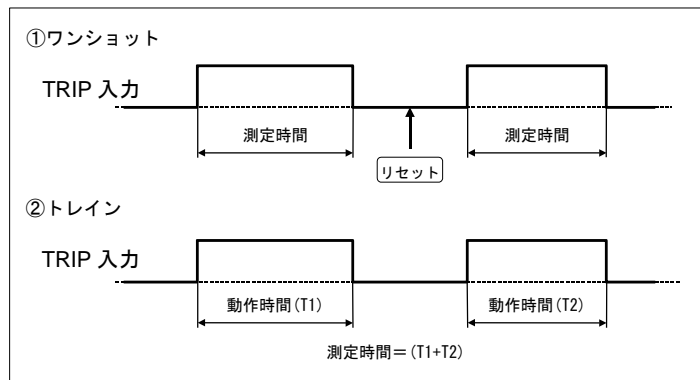 ①ワンショット
TRIP 入力
測定時間 測定時間
リセット
②トレイン
TRIP 入力
動作時間(T1) 動作時間(T2)
測定時間＝(T1+T2)